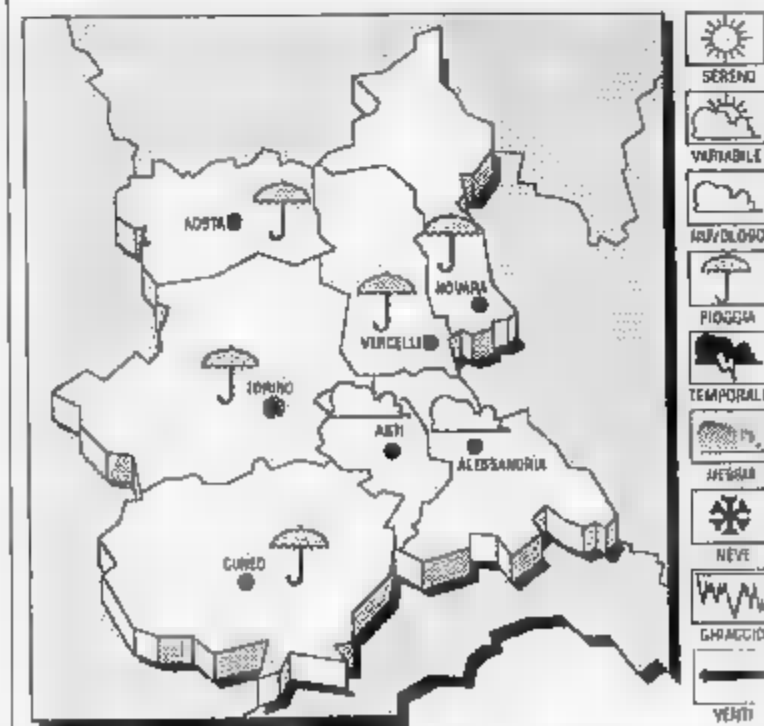 SERENO
VARIABILE
NUVOLOSO
PIOGGIA
TEMPORALE
NEBBIA
NEVE
GHIACCIO
VENTI
AOSTA
NOVARA
VERCELLI
TORINO
ASTI
ALESSANDRIA
CUNEO